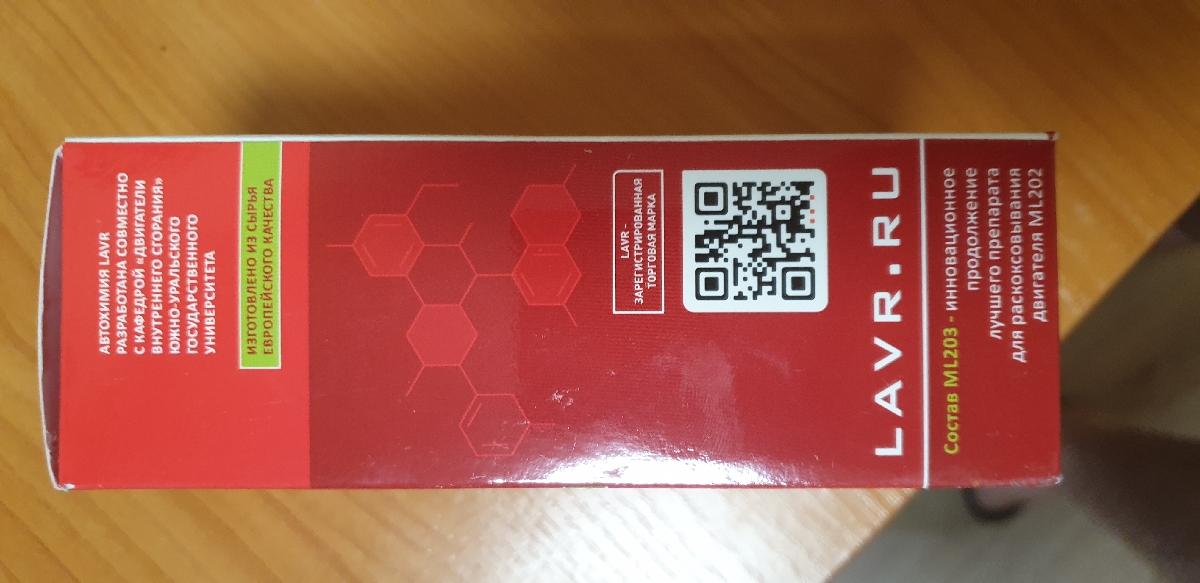 АВТОХИМИЯ LAVR
РАЗРАБОТАНА СОВМЕСТНО
С КАФЕДРОЙ «ДВИГАТЕЛИ
ВНУТРЕННЕГО СГОРАНИЯ»
ЮЖНО-УРАЛЬСКОГО
ГОСУДАРСТВЕННОГО
УНИВЕРСИТЕТА
ИЗГОТОВЛЕНО ИЗ СЫРЬЯ
ЕВРОПЕЙСКОГО КАЧЕСТВА
LAVR -
ЗАРЕГИСТРИРОВАННАЯ
ТОРГОВАЯ МАРКА
LAVR.RU
Состав ML203 - инновационное
продолжение
лучшего препарата
для раскоксовывания
двигателя ML202